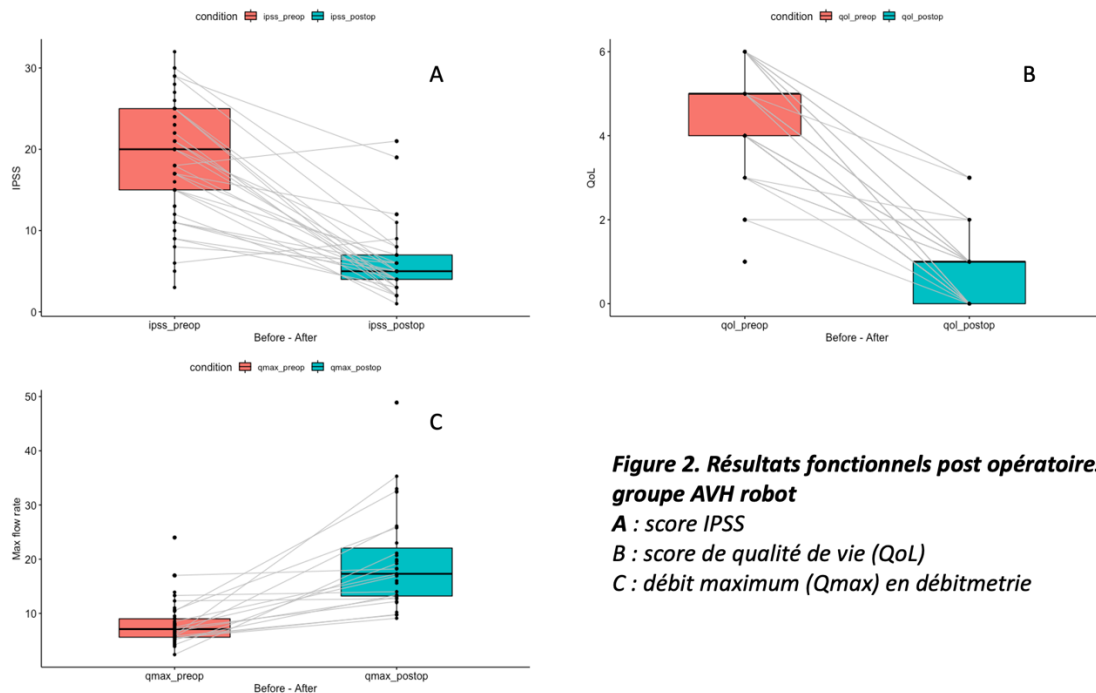 condition ipss_preop ipss_postop
A
30
20
10
0
IPSS
ipss_preop ipss_postop
Before - After
condition qol_preop qol_postop
B
6
4
2
0
QoL
qol_preop qol_postop
Before - After
condition qmax_preop qmax_postop
C
50
40
30
20
10
Max flow rate
qmax_preop qmax_postop
Before - After
Figure 2. Résultats fonctionnels post opératoires
groupe AVH robot
A : score IPSS
B : score de qualité de vie (QoL)
C : débit maximum (Qmax) en débitmetrie